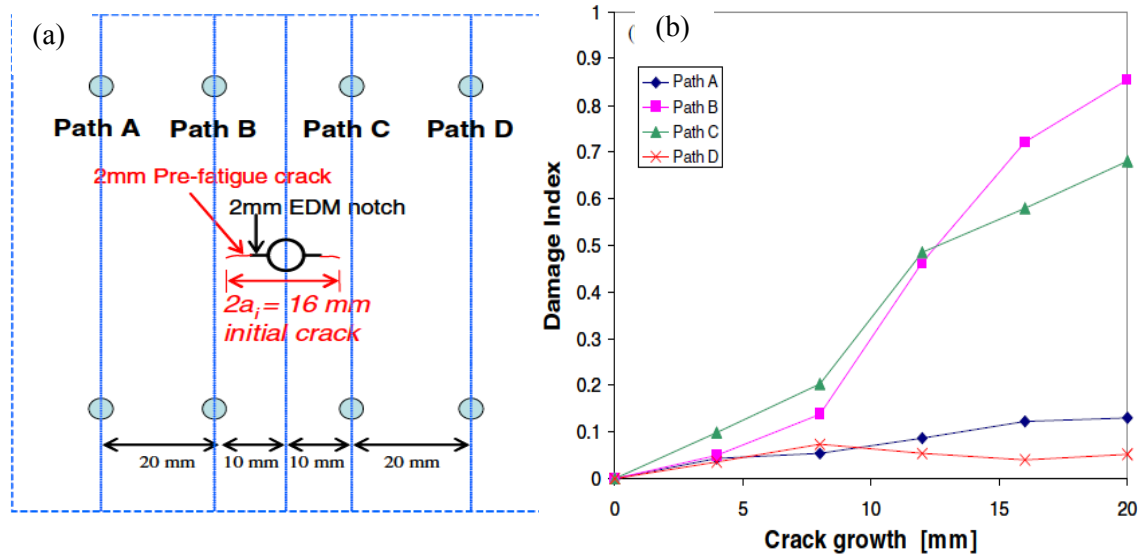 (a)
Path A Path B Path C Path D
2mm Pre-fatigue crack
2mm EDM notch
2aᵢ = 16 mm
initial crack
20 mm 10 mm 10 mm 20 mm
(b)
(
Path A
Path B
Path C
Path D
Damage Index
1
0.9
0.8
0.7
0.6
0.5
0.4
0.3
0.2
0.1
0
0 5 10 15 20
Crack growth [mm]